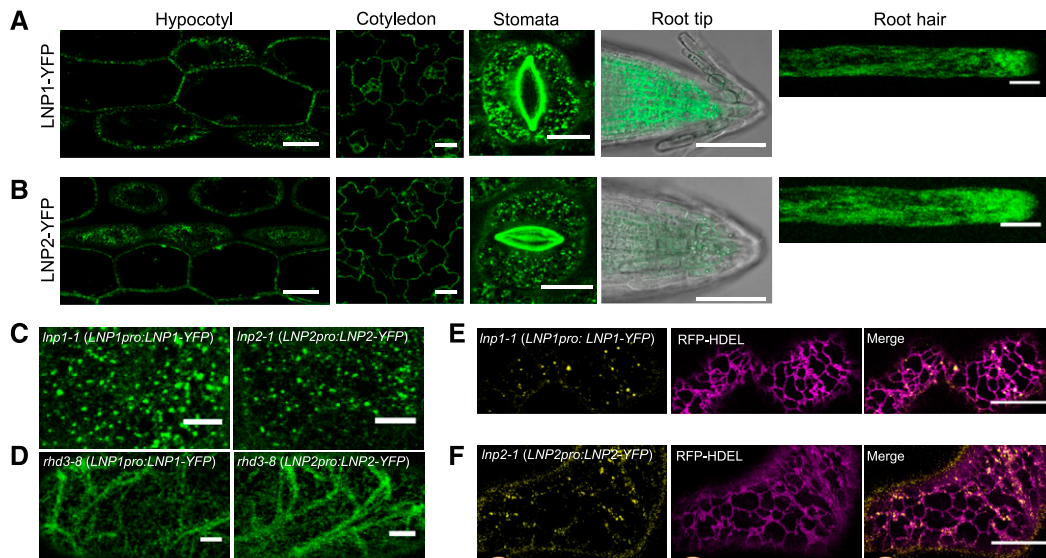 A
Hypocotyl
Cotyledon
Stomata
Root tip
Root hair
LNP1-YFP
B
LNP2-YFP
C
lnp1-1 (LNP1pro:LNP1-YFP)
lnp2-1 (LNP2pro:LNP2-YFP)
D
rhd3-8 (LNP1pro:LNP1-YFP)
rhd3-8 (LNP2pro:LNP2-YFP)
E
lnp1-1 (LNP1pro: LNP1-YFP)
RFP-HDEL
Merge
F
lnp2-1 (LNP2pro:LNP2-YFP)
RFP-HDEL
Merge